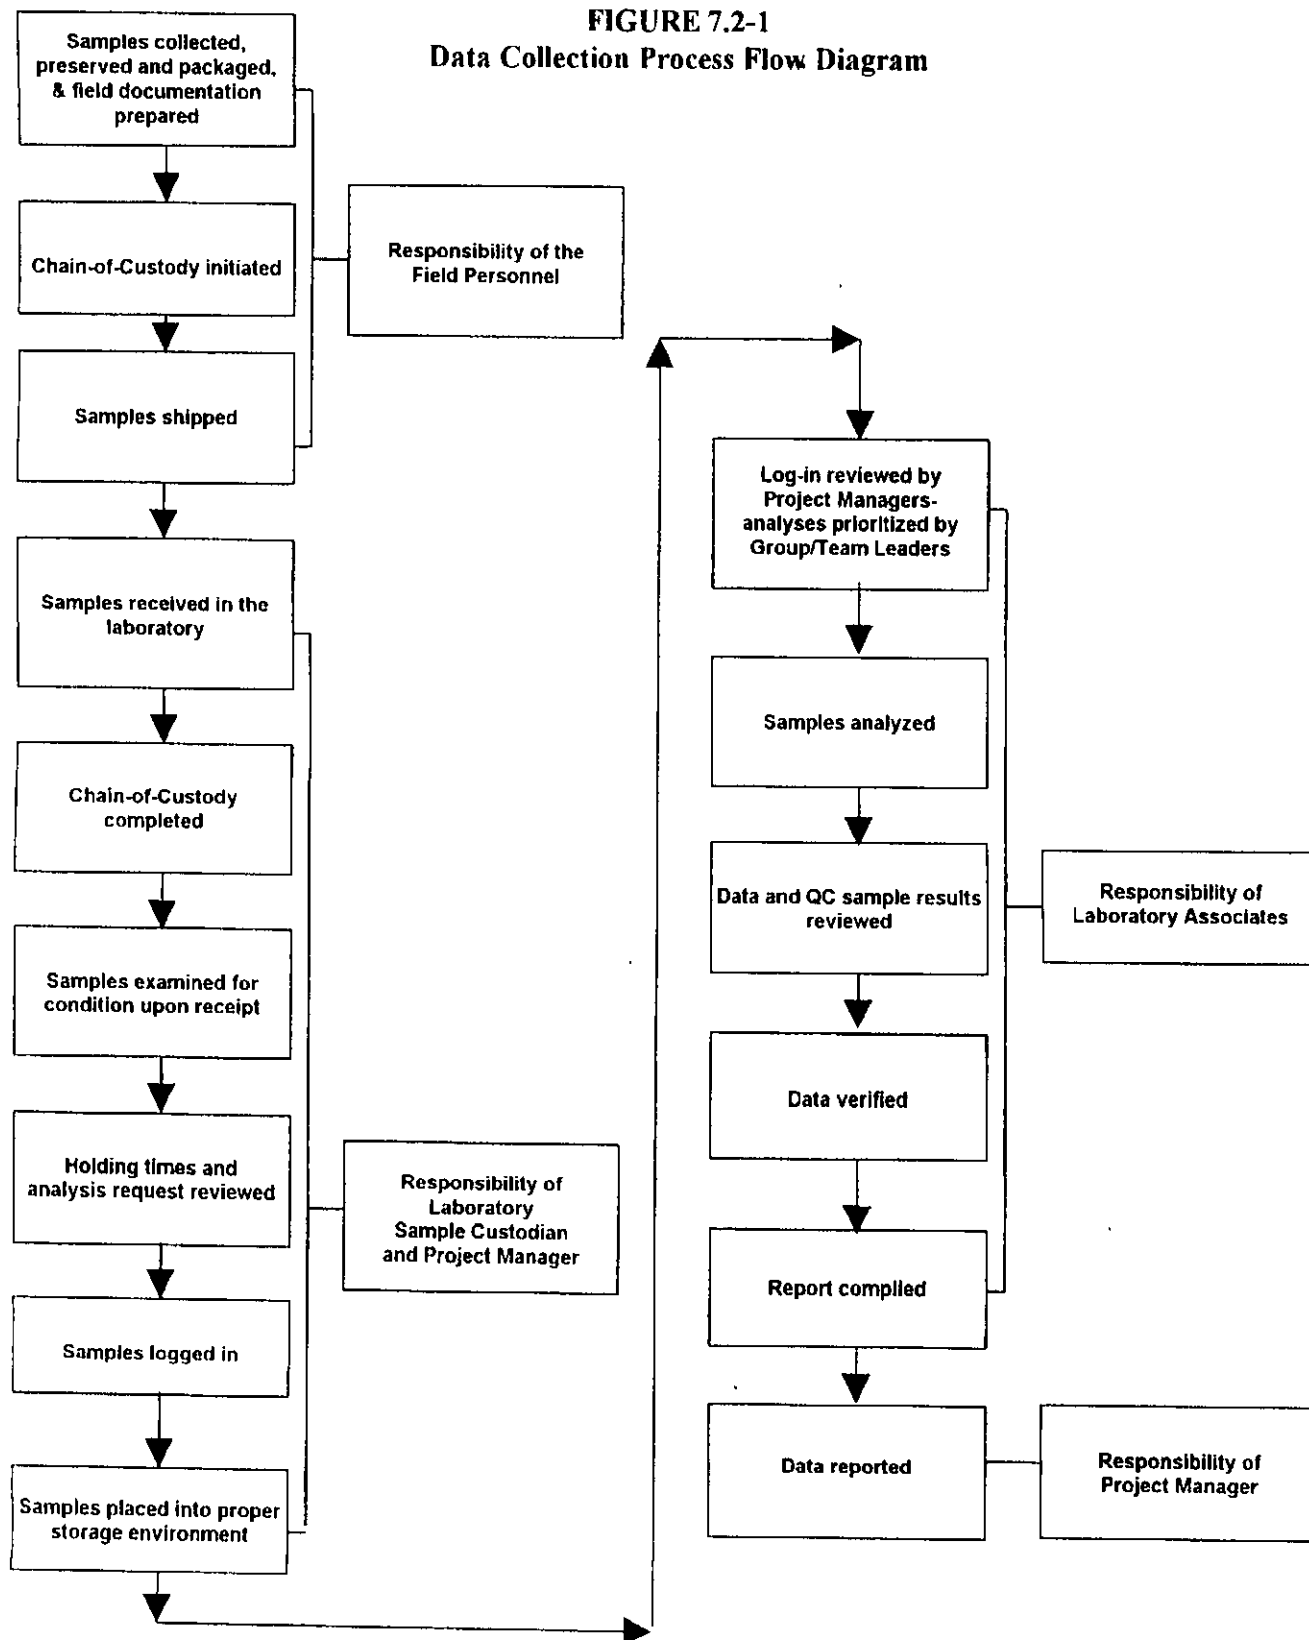 FIGURE 7.2-1
Data Collection Process Flow Diagram
Samples collected,
preserved and packaged,
& field documentation
prepared
Chain-of-Custody initiated
Samples shipped
Responsibility of the
Field Personnel
Samples received in the
laboratory
Chain-of-Custody
completed
Samples examined for
condition upon receipt
Holding times and
analysis request reviewed
Samples logged in
Samples placed into proper
storage environment
Responsibility of
Laboratory
Sample Custodian
and Project Manager
Log-in reviewed by
Project Managers-
analyses prioritized by
Group/Team Leaders
Samples analyzed
Data and QC sample results
reviewed
Data verified
Report compiled
Responsibility of
Laboratory Associates
Data reported
Responsibility of
Project Manager